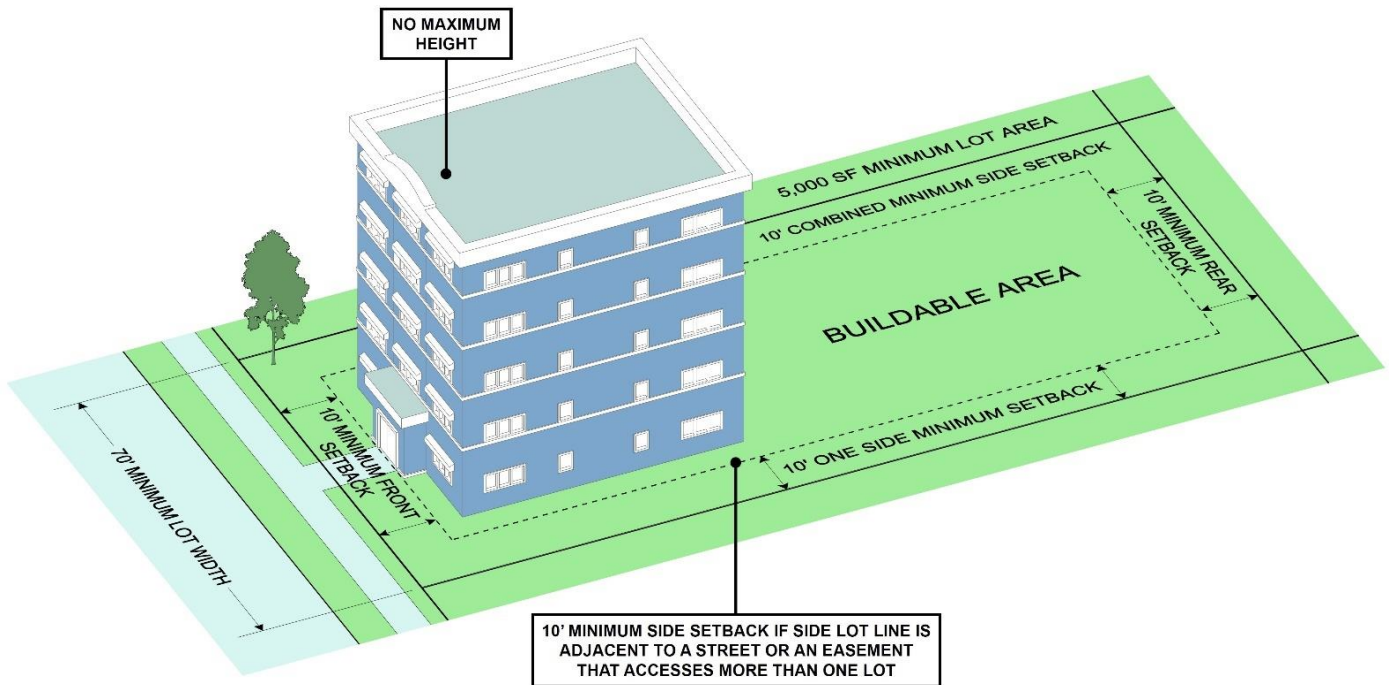 NO MAXIMUM
HEIGHT
5,000 SF MINIMUM LOT AREA
10' COMBINED MINIMUM SIDE SETBACK
10' MINIMUM REAR
SETBACK
BUILDABLE AREA
10' ONE SIDE MINIMUM SETBACK
10' MINIMUM FRONT
SETBACK
70' MINIMUM LOT WIDTH
10' MINIMUM SIDE SETBACK IF SIDE LOT LINE IS
ADJACENT TO A STREET OR AN EASEMENT
THAT ACCESSES MORE THAN ONE LOT